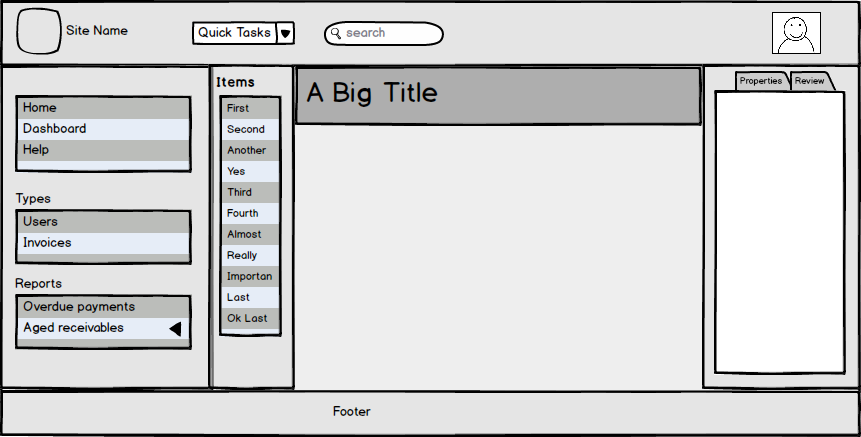 Site Name
Quick Tasks
search
Home
Dashboard
Help
Types
Users
Invoices
Reports
Overdue payments
Aged receivables
Items
First
Second
Another
Yes
Third
Fourth
Almost
Really
Importan
Last
Ok Last
A Big Title
Properties
Review
Footer